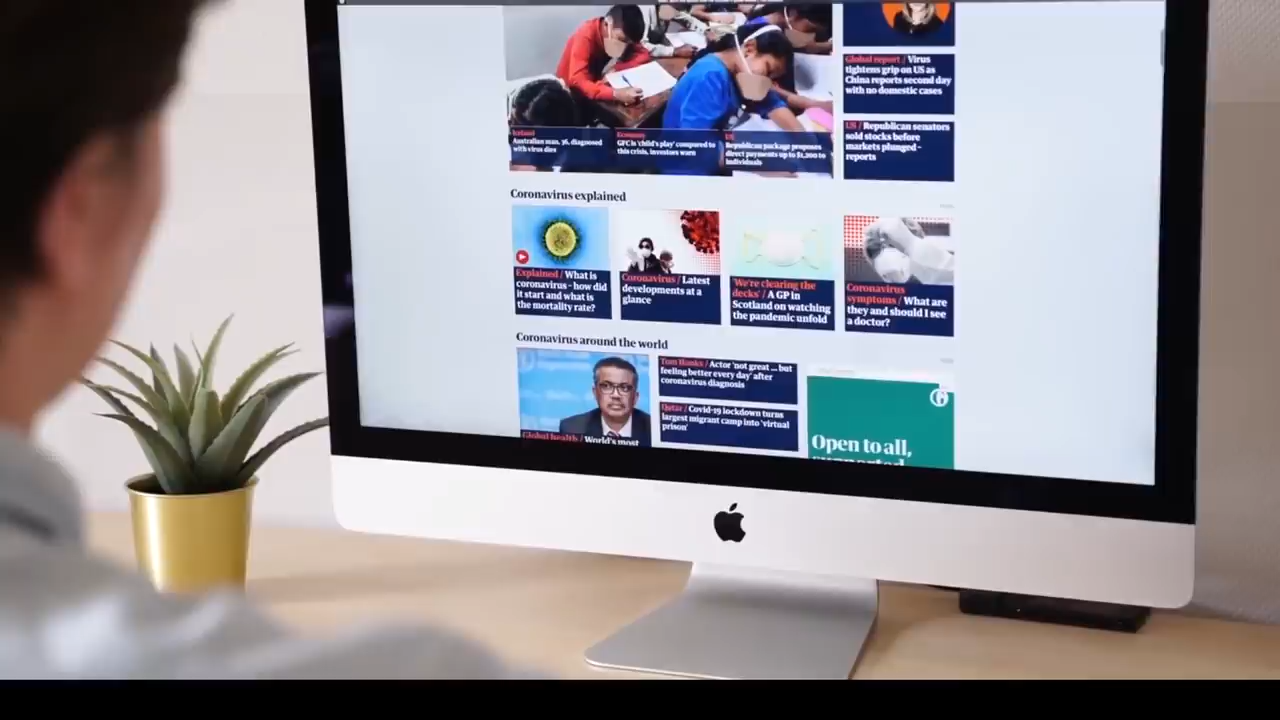 Global report / Virus
tightens grip on US as
China reports second day
with no domestic cases
US / Republican senators
sold stocks before
markets plunged -
reports
Iceland
Australian man, 36, diagnosed
with virus dies
Economy
GFC is 'child's play' compared to
this crisis, investors warn
US
Republican package proposes
direct payments up to $1,200 to
individuals
Coronavirus explained
Explained / What is
coronavirus - how did
it start and what is
the mortality rate?
Coronavirus / Latest
developments at a
glance
'We're clearing the
decks' / A GP in
Scotland on watching
the pandemic unfold
Coronavirus
symptoms / What are
they and should I see
a doctor?
Coronavirus around the world
Global health / World's most
Tom Hanks / Actor 'not great ... but
feeling better every day' after
coronavirus diagnosis
Qatar / Covid-19 lockdown turns
largest migrant camp into 'virtual
prison'
Open to all,
supported